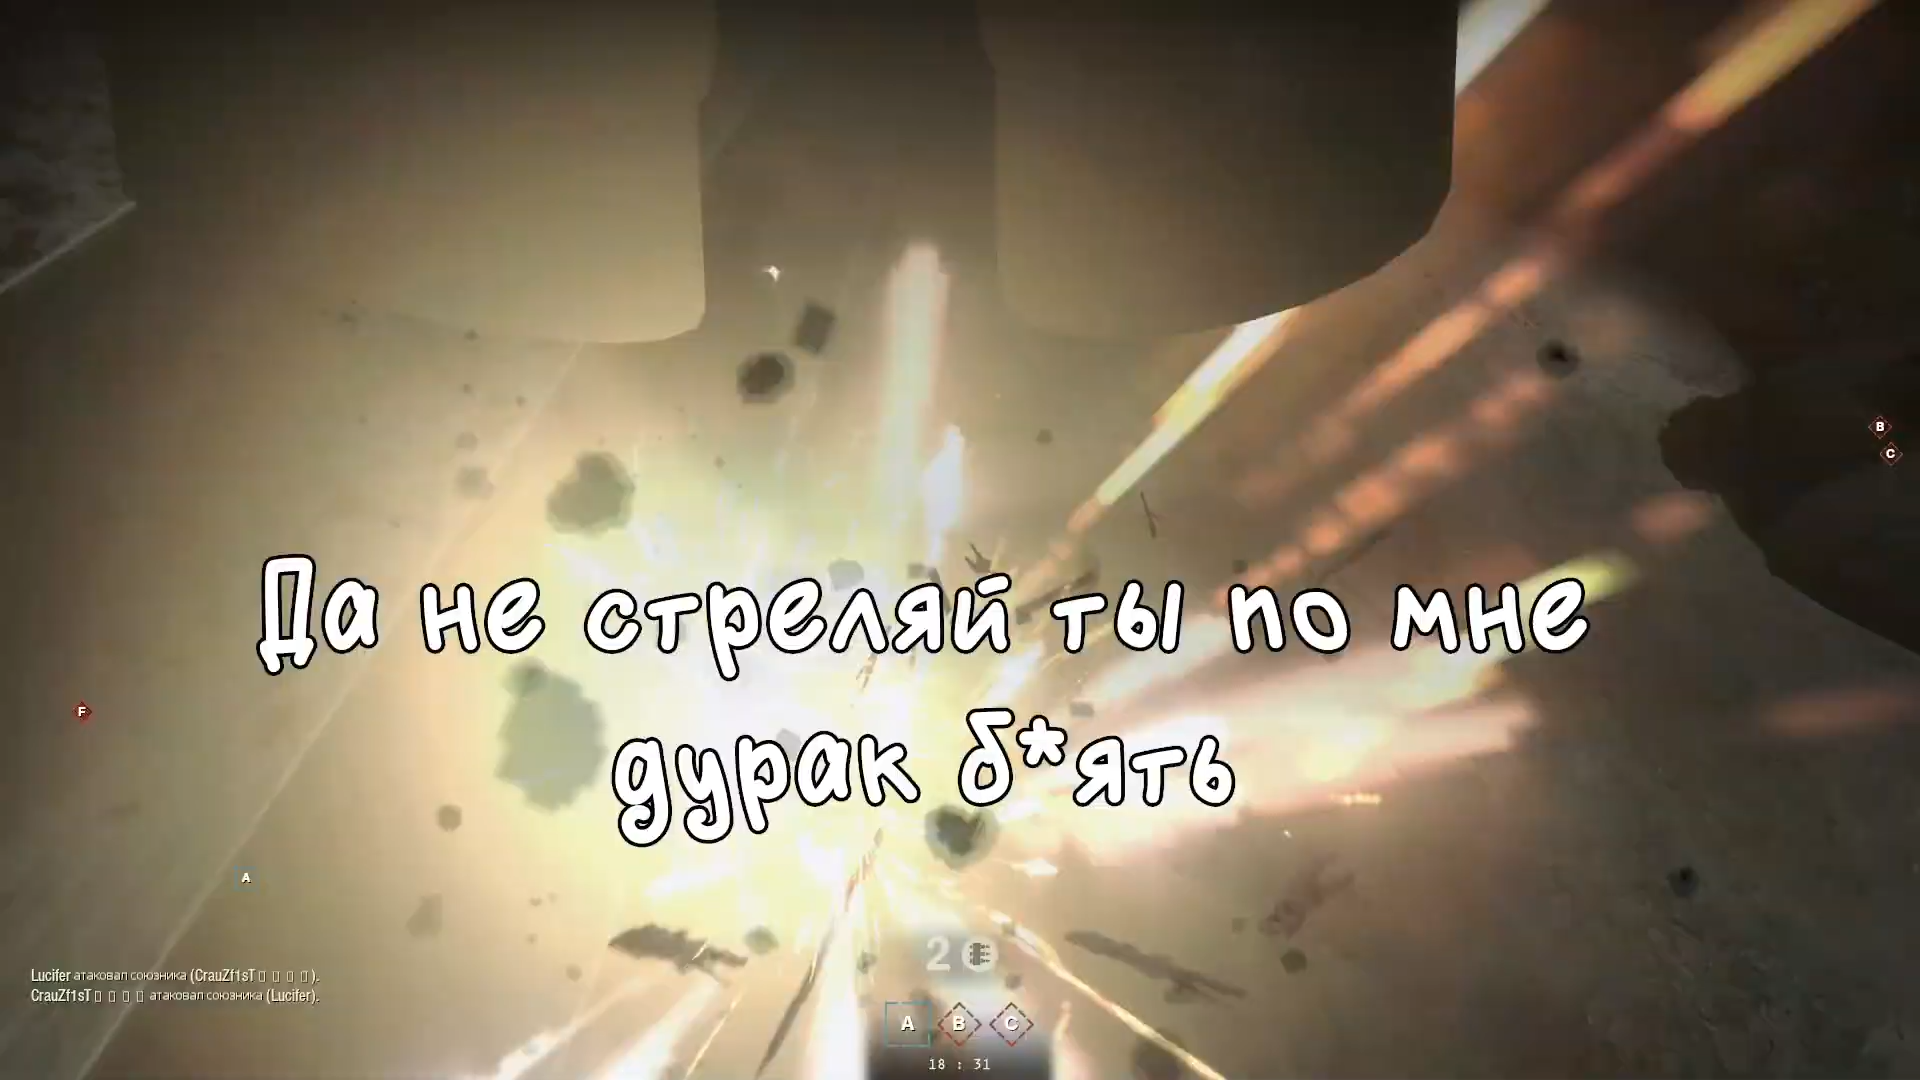 B
C
Да не стреляй ты по мне
дурак б*ять
F
A
2
Lucifer атаковал союзника (CrauZf1sT ▯ ▯ ▯ ▯).
CrauZf1sT ▯ ▯ ▯ ▯ атаковал союзника (Lucifer).
A B C
18 : 31